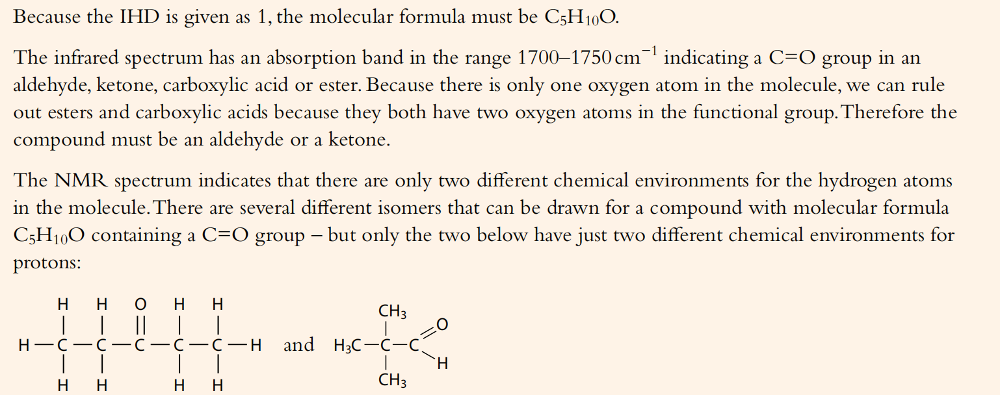 Because the IHD is given as 1, the molecular formula must be C₅H₁₀O.
The infrared spectrum has an absorption band in the range 1700–1750 cm⁻¹ indicating a C=O group in an
aldehyde, ketone, carboxylic acid or ester. Because there is only one oxygen atom in the molecule, we can rule
out esters and carboxylic acids because they both have two oxygen atoms in the functional group. Therefore the
compound must be an aldehyde or a ketone.
The NMR spectrum indicates that there are only two different chemical environments for the hydrogen atoms
in the molecule. There are several different isomers that can be drawn for a compound with molecular formula
C₅H₁₀O containing a C=O group – but only the two below have just two different chemical environments for
protons:
H H O H H
H—C—C—C—C—C—H
H H H H
and
CH₃
H₃C—C—C
O
H
CH₃